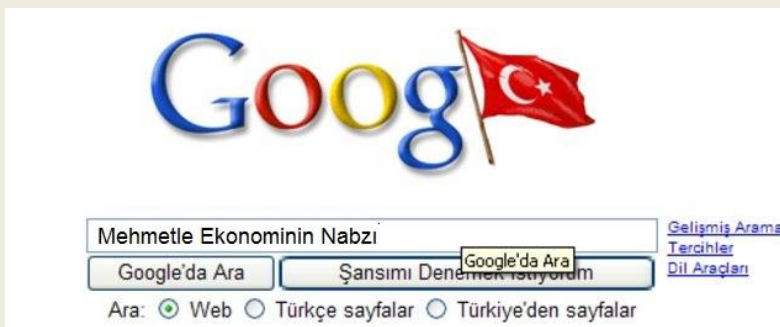 Goog
Mehmetle Ekonominin Nabzı
Gelişmiş Arama
Tercihler
Dil Araçları
Google'da Ara
Şansımı Denemek İstiyorum
Google'da Ara
Ara: Web Türkçe sayfalar Türkiye'den sayfalar